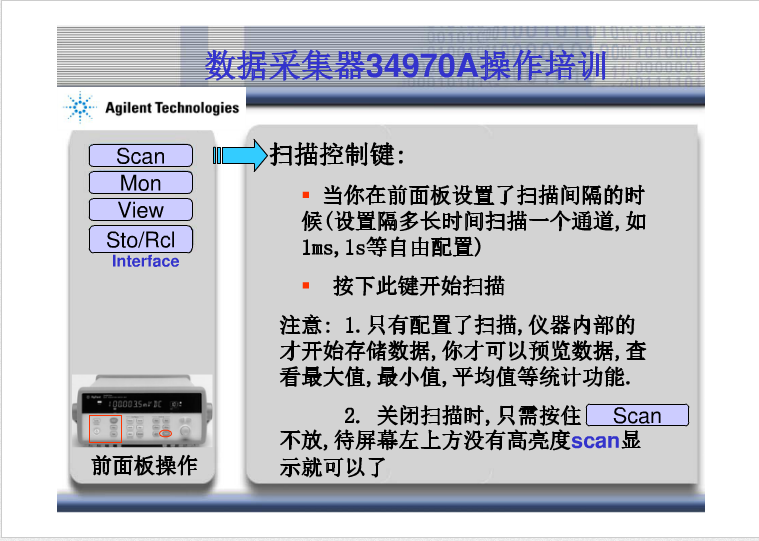 数据采集器34970A操作培训
Agilent Technologies
Scan
Mon
View
Sto/Rcl
Interface
前面板操作
扫描控制键:
▪ 当你在前面板设置了扫描间隔的时
候(设置隔多长时间扫描一个通道,如
1ms,1s等自由配置)
▪ 按下此键开始扫描
注意: 1.只有配置了扫描,仪器内部的
才开始存储数据,你才可以预览数据,查
看最大值,最小值,平均值等统计功能.
2. 关闭扫描时,只需按住 Scan
不放,待屏幕左上方没有高亮度scan显
示就可以了